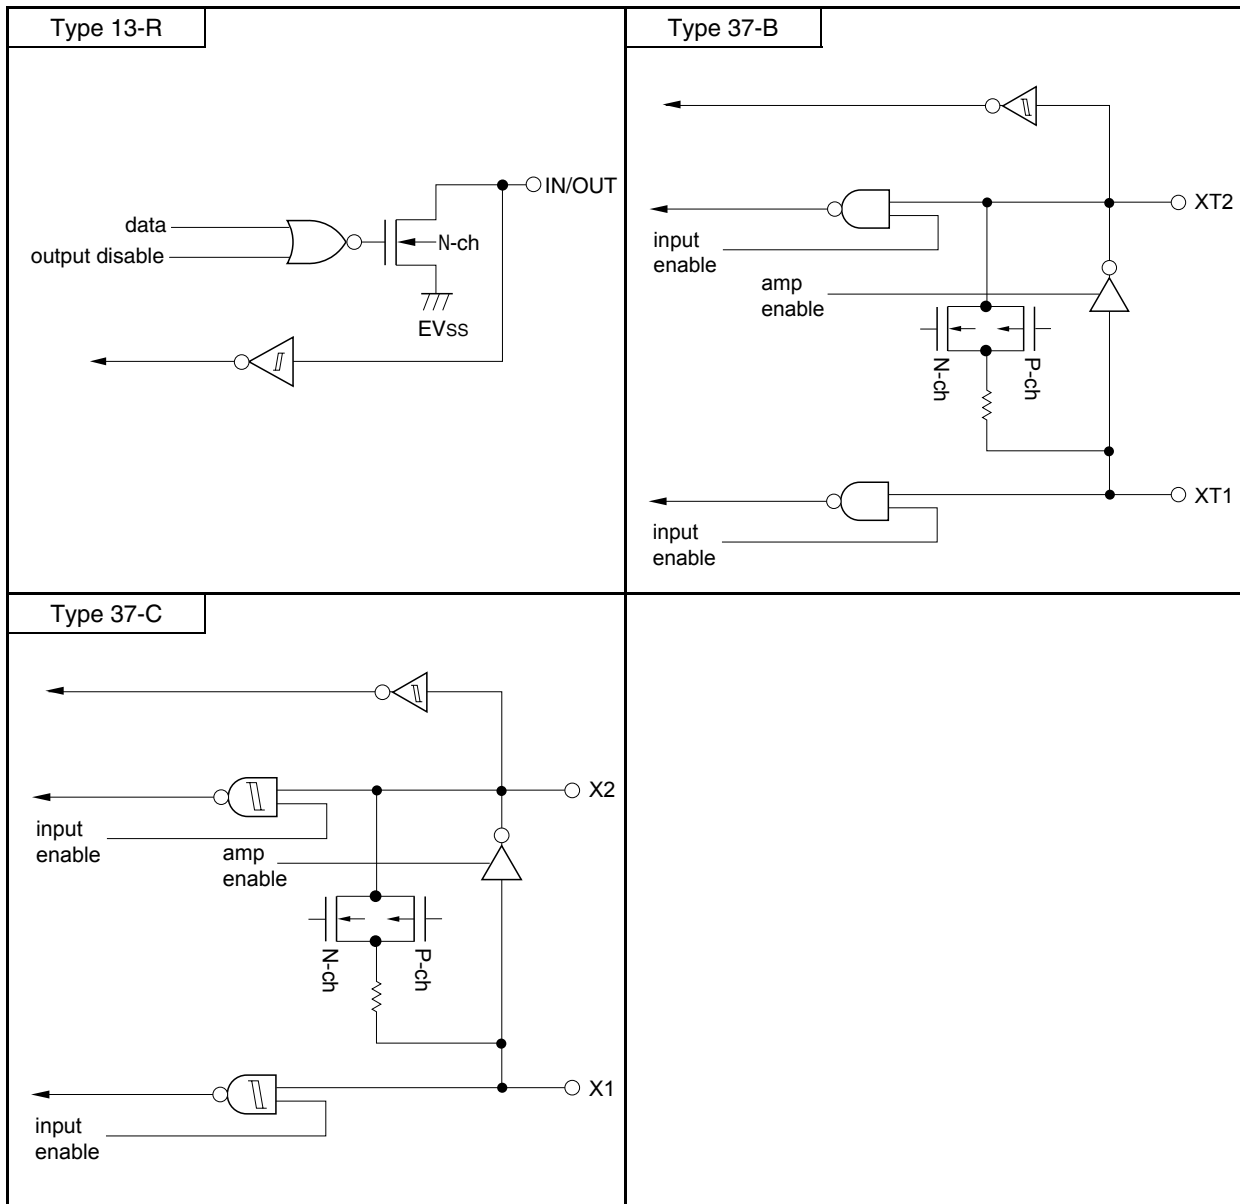 Type 13-R
data
output disable
N-ch
EVss
IN/OUT
Type 37-B
XT2
input
enable
amp
enable
N-ch
P-ch
XT1
input
enable
Type 37-C
X2
input
enable
amp
enable
N-ch
P-ch
X1
input
enable